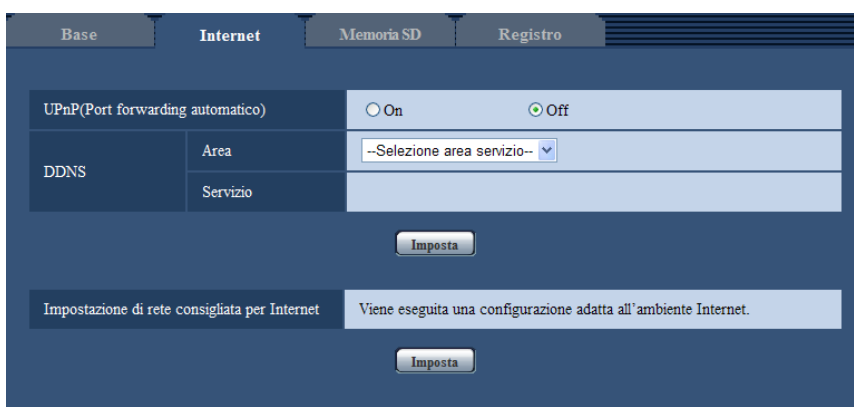 Base Internet Memoria SD Registro
UPnP(Port forwarding automatico) On Off
DDNS
Area --Selezione area servizio--
Servizio
Imposta
Impostazione di rete consigliata per Internet Viene eseguita una configurazione adatta all'ambiente Internet.
Imposta